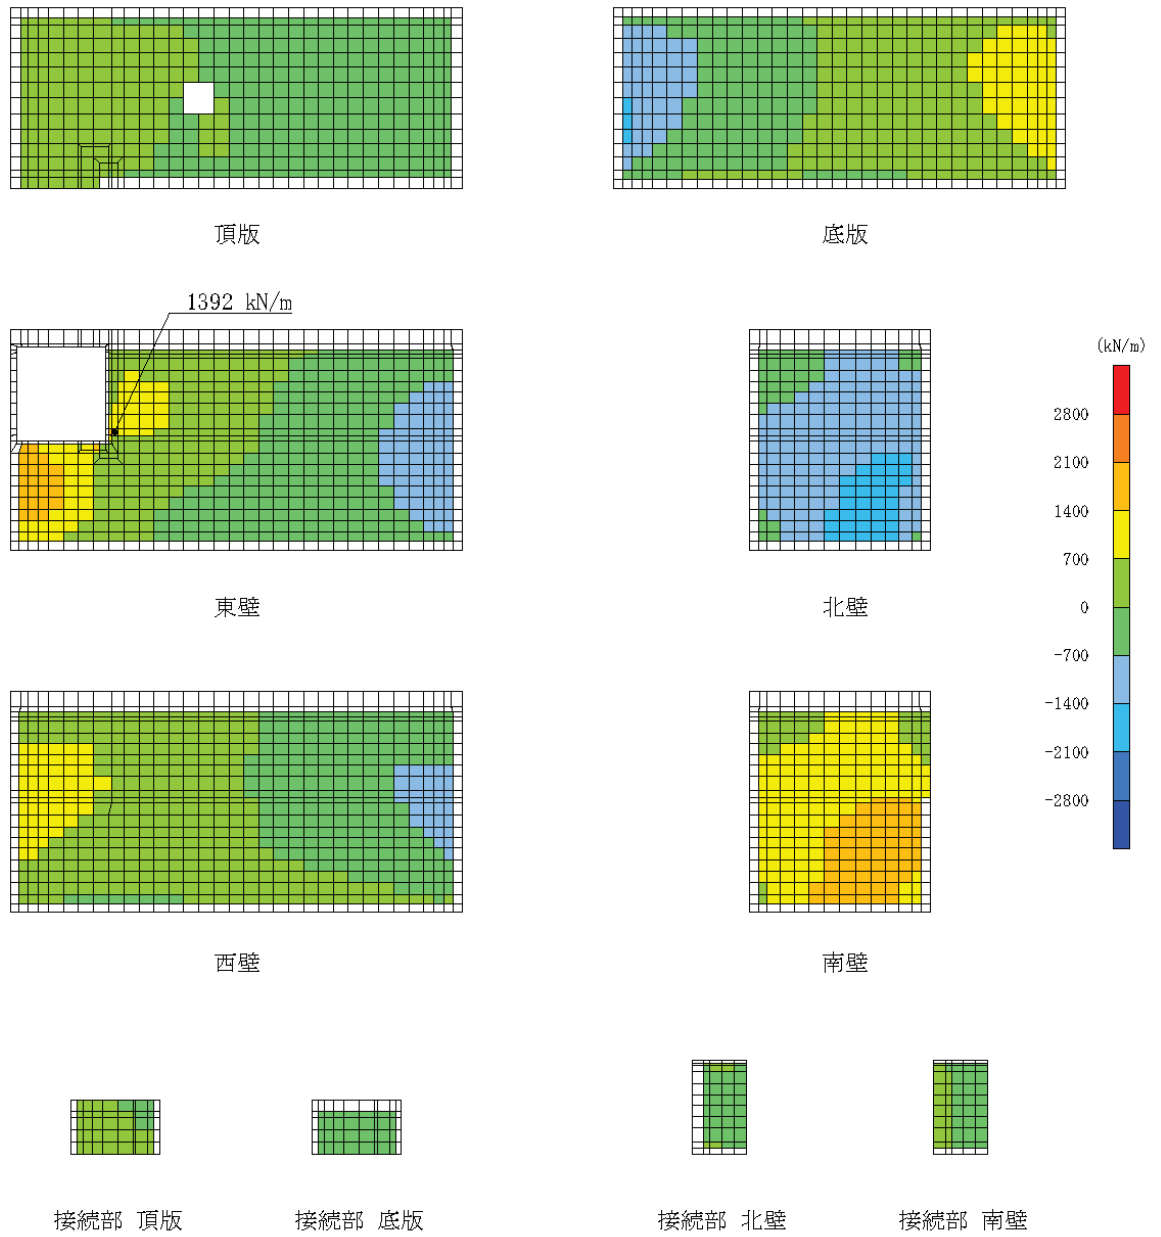 頂版
底版
1392 kN/m
(kN/m)
2800
2100
1400
700
0
-700
-1400
-2100
-2800
東壁
北壁
西壁
南壁
接続部 頂版
接続部 底版
接続部 北壁
接続部 南壁